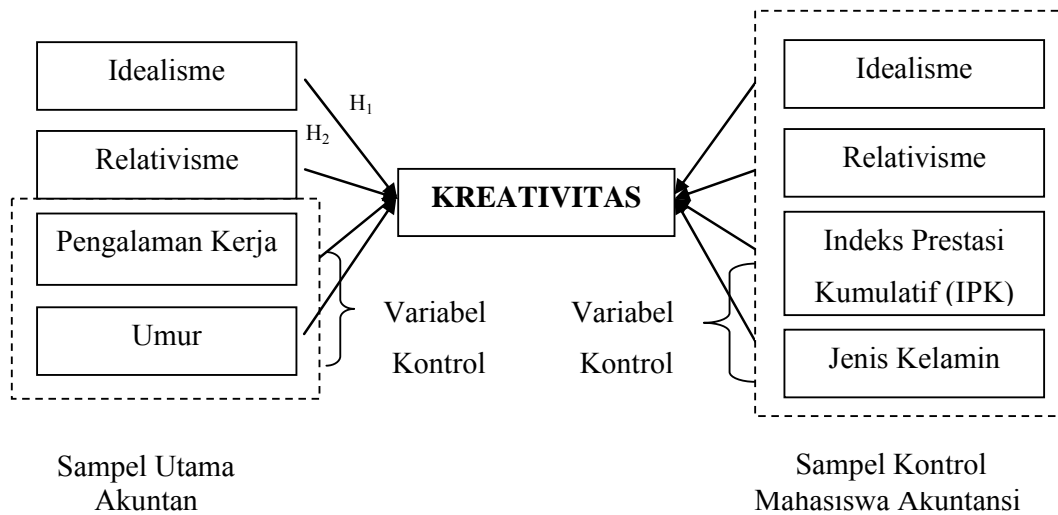 Idealisme
H1
H2
Relativisme
Pengalaman Kerja
Umur
Variabel
Kontrol
Sampel Utama
Akuntan
KREATIVITAS
Idealisme
Relativisme
Indeks Prestasi
Kumulatif (IPK)
Jenis Kelamin
Variabel
Kontrol
Sampel Kontrol
Mahasiswa Akuntansi